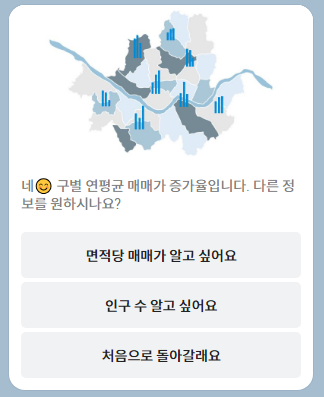 네😊 구별 연평균 매매가 증가율입니다. 다른 정
보를 원하시나요?
면적당 매매가 알고 싶어요
인구 수 알고 싶어요
처음으로 돌아갈래요